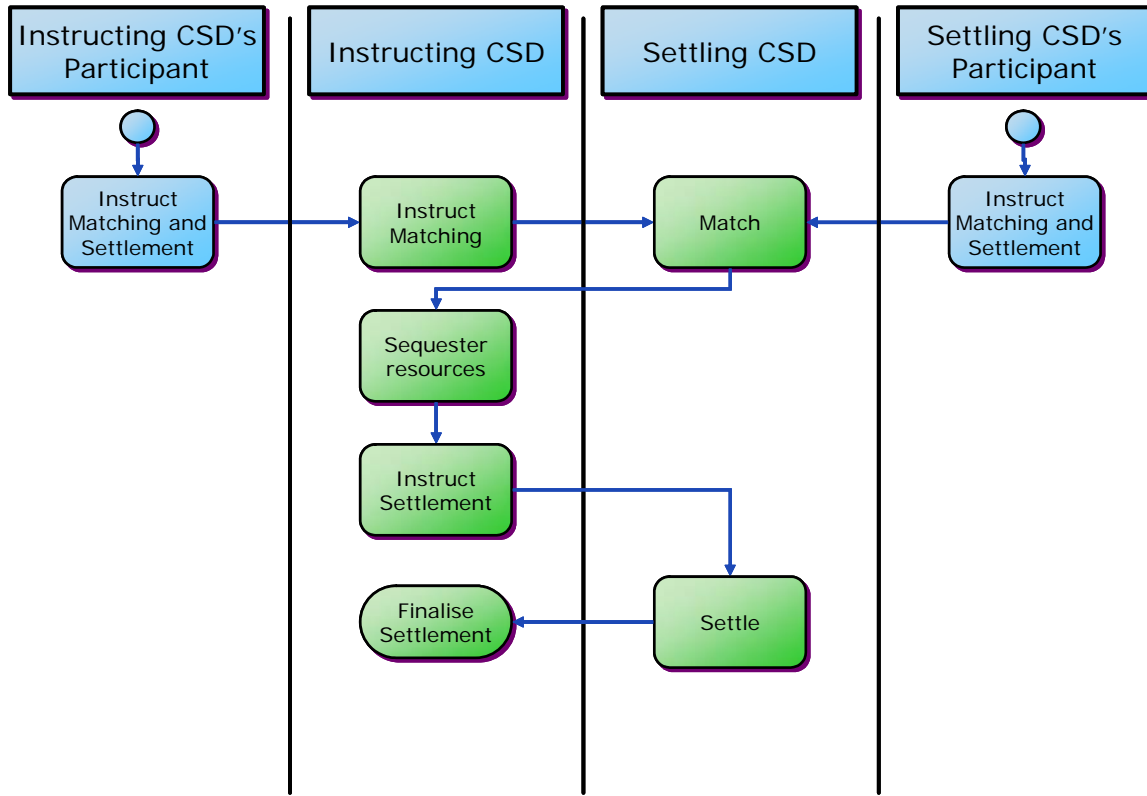 Instructing CSD's
Participant
Instructing CSD
Settling CSD
Settling CSD's
Participant
Instruct
Matching and
Settlement
Instruct
Matching
Match
Instruct
Matching and
Settlement
Sequester
resources
Instruct
Settlement
Finalise
Settlement
Settle